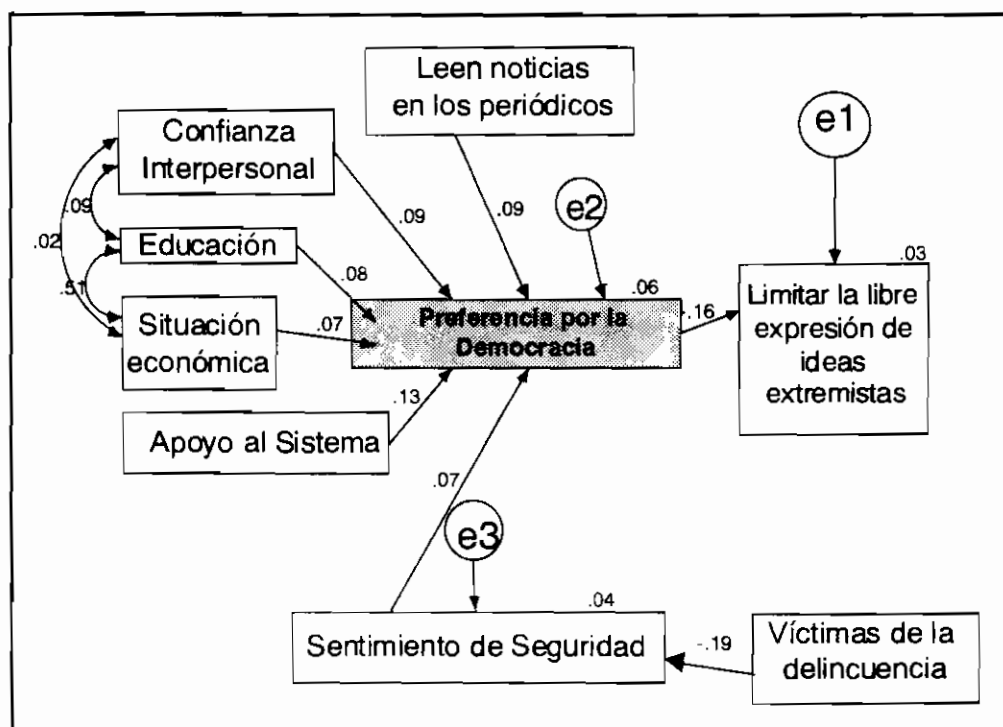 Leen noticias
en los periódicos
Confianza
Interpersonal
e1
.09
.02
.09
.09
e2
Educación
.03
.51
.08
.06
Limitar la libre
expresión de
ideas
extremistas
Situación
económica
.07
Preferencia por la
Democracia
-.16
.13
Apoyo al Sistema
.07
e3
.04
Sentimiento de Seguridad
-.19
Víctimas de la
delincuencia